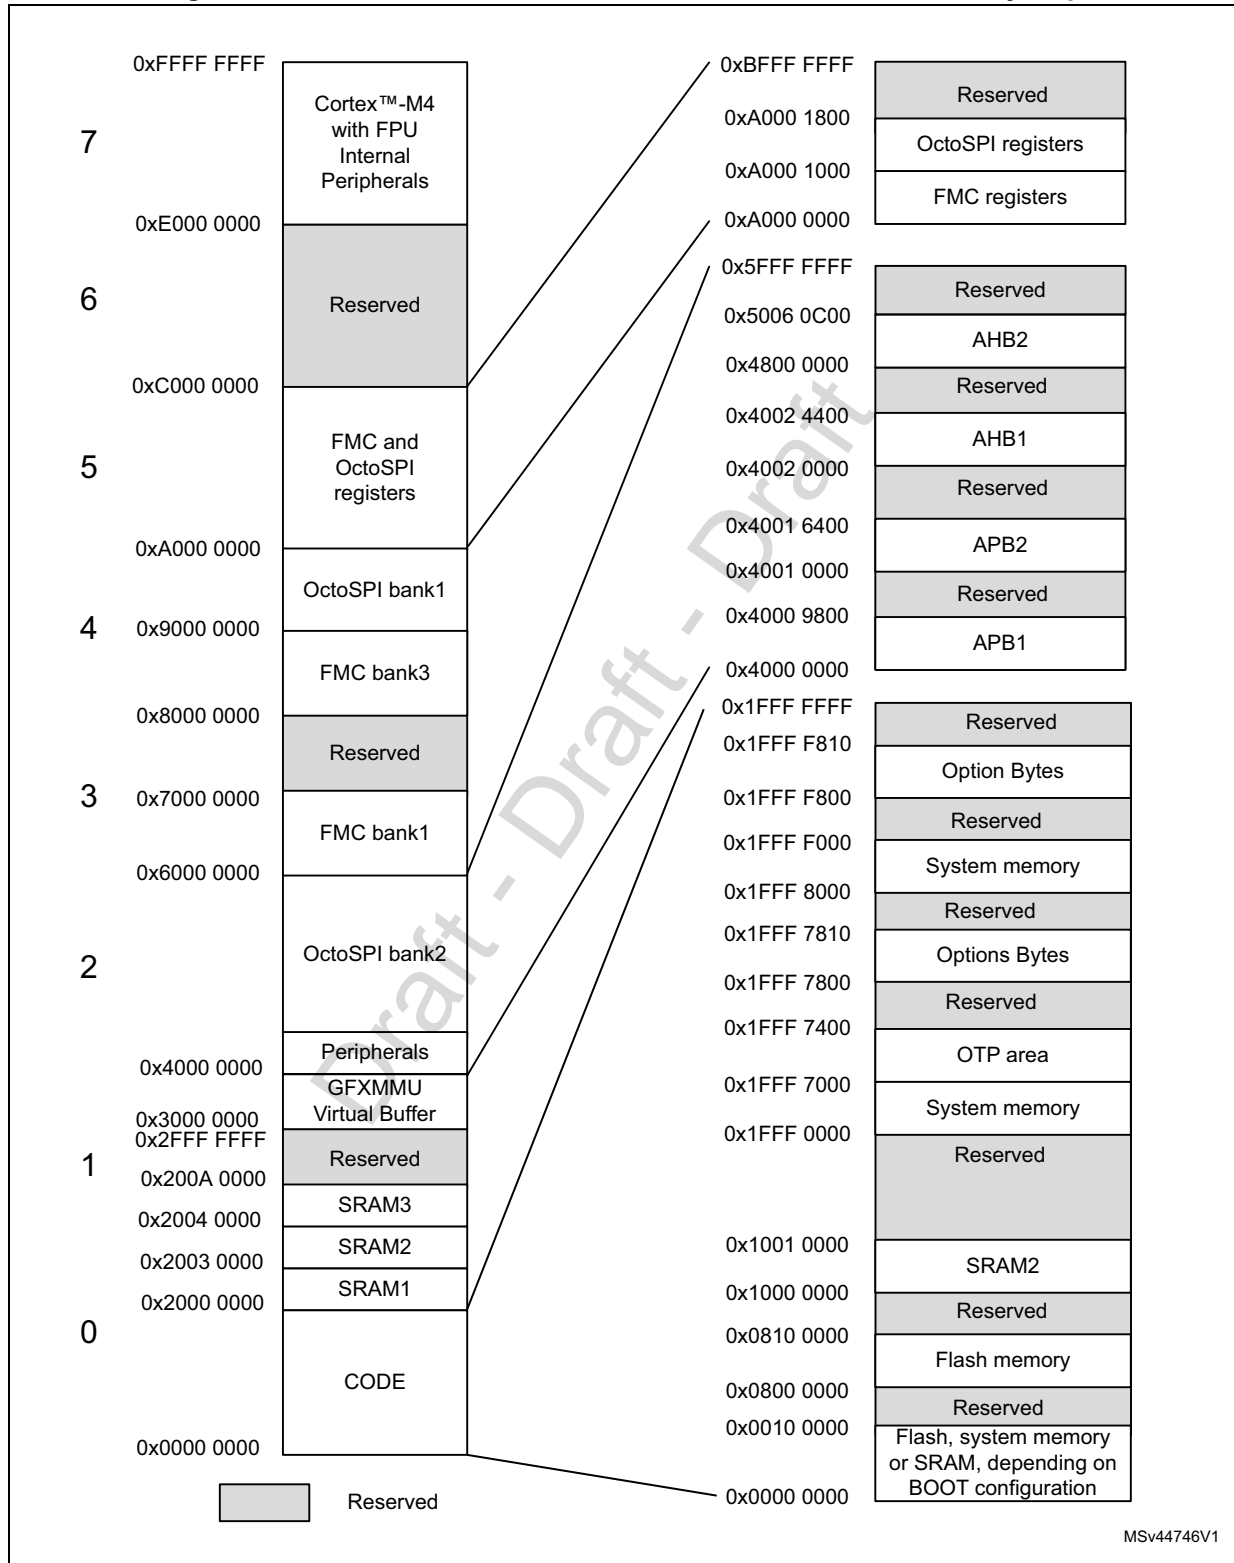 0xFFFF FFFF
Cortex™-M4
with FPU
Internal
Peripherals
7
0xE000 0000
6
Reserved
0xC000 0000
FMC and
OctoSPI
registers
5
0xA000 0000
OctoSPI bank1
4
0x9000 0000
FMC bank3
0x8000 0000
Reserved
3
0x7000 0000
FMC bank1
0x6000 0000
OctoSPI bank2
2
Peripherals
0x4000 0000
GFXMMU
Virtual Buffer
0x3000 0000
0x2FFF FFFF
Reserved
1
0x200A 0000
SRAM3
0x2004 0000
SRAM2
0x2003 0000
SRAM1
0x2000 0000
0
CODE
0x0000 0000
Reserved
0xBFFF FFFF
Reserved
0xA000 1800
OctoSPI registers
0xA000 1000
FMC registers
0xA000 0000
0x5FFF FFFF
Reserved
0x5006 0C00
AHB2
0x4800 0000
Reserved
0x4002 4400
AHB1
0x4002 0000
Reserved
0x4001 6400
APB2
0x4001 0000
Reserved
0x4000 9800
APB1
0x4000 0000
0x1FFF FFFF
Reserved
0x1FFF F810
Option Bytes
0x1FFF F800
Reserved
0x1FFF F000
System memory
0x1FFF 8000
Reserved
0x1FFF 7810
Options Bytes
0x1FFF 7800
Reserved
0x1FFF 7400
OTP area
0x1FFF 7000
System memory
0x1FFF 0000
Reserved
0x1001 0000
SRAM2
0x1000 0000
Reserved
0x0810 0000
Flash memory
0x0800 0000
Reserved
0x0010 0000
Flash, system memory
or SRAM, depending on
BOOT configuration
0x0000 0000
Draft - Draft - Draft
MSv44746V1